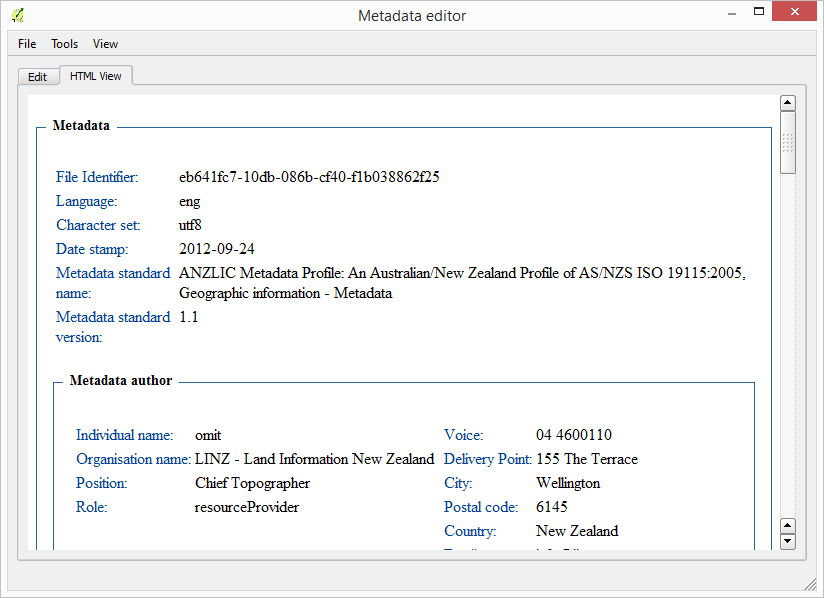 Metadata editor
File Tools View
Edit HTML View
Metadata
File Identifier: eb641fc7-10db-086b-cf40-f1b038862f25
Language: eng
Character set: utf8
Date stamp: 2012-09-24
Metadata standard name: ANZLIC Metadata Profile: An Australian/New Zealand Profile of AS/NZS ISO 19115:2005,
Geographic information - Metadata
Metadata standard version: 1.1
Metadata author
Individual name: omit Voice: 04 4600110
Organisation name: LINZ - Land Information New Zealand Delivery Point: 155 The Terrace
Position: Chief Topographer City: Wellington
Role: resourceProvider Postal code: 6145
Country: New Zealand